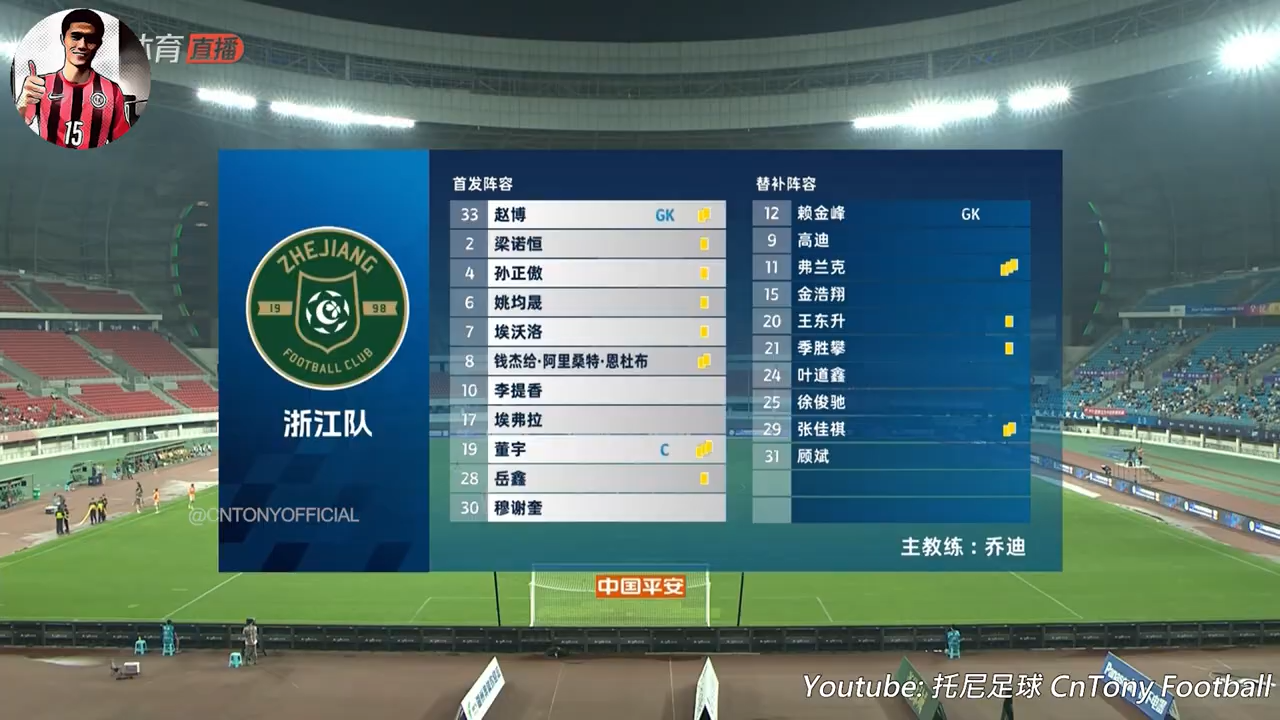 体育 直播
15
首发阵容
33 赵博 GK
2 梁诺恒
4 孙正傲
6 姚均晟
7 埃沃洛
8 钱杰给·阿里桑特·恩杜布
10 李提香
17 埃弗拉
19 董宇 C
28 岳鑫
30 穆谢奎
替补阵容
12 赖金峰 GK
9 高迪
11 弗兰克
15 金浩翔
20 王东升
21 季胜攀
24 叶道鑫
25 徐俊驰
29 张佳祺
31 顾斌
主教练：乔迪
ZHEJIANG
19 98
FOOTBALL CLUB
浙江队
@CNTONYOFFICIAL
中国平安
Youtube: 托尼足球 CnTony Football